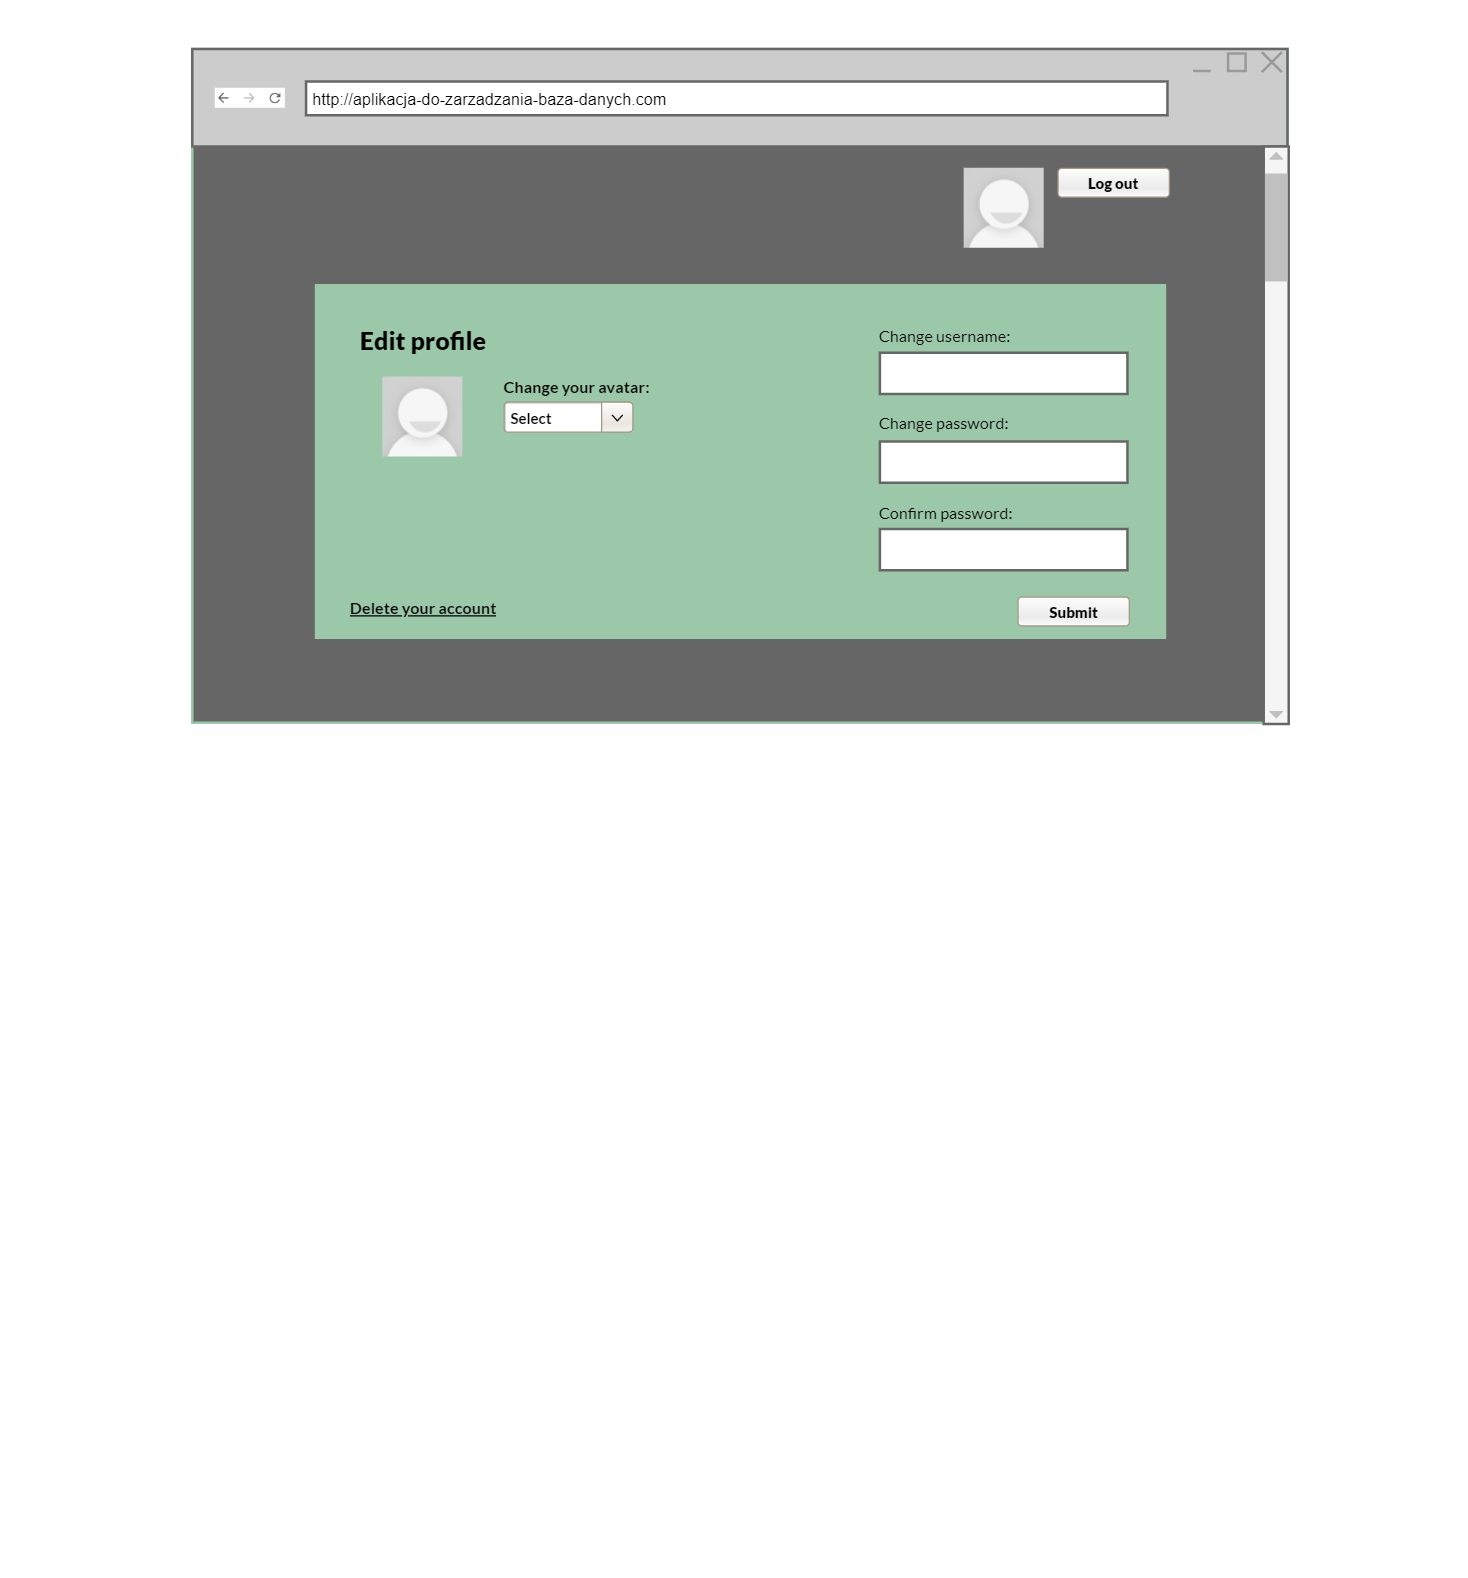 http://aplikacja-do-zarzadzania-baza-danych.com
Log out
Edit profile
Change your avatar:
Select
Change username:
Change password:
Confirm password:
Delete your account
Submit